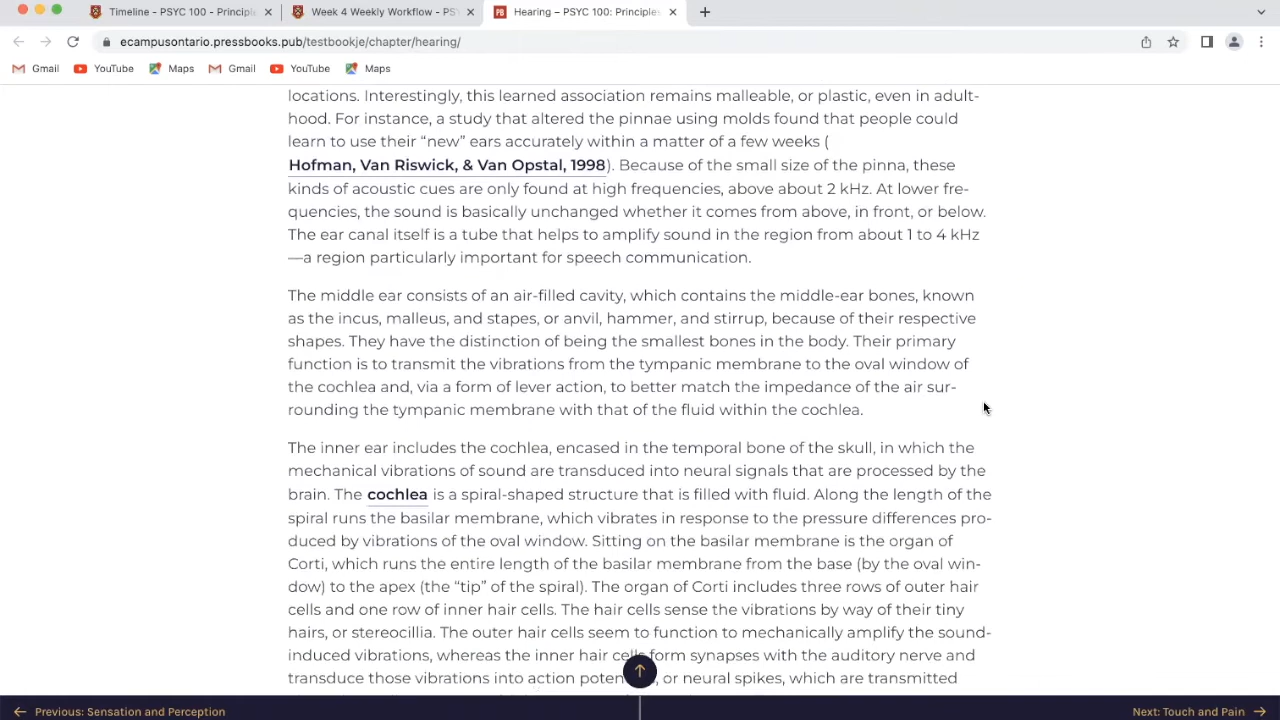 Timeline - PSYC 100 - Principle
Week 4 Weekly Workflow - PSY
Hearing – PSYC 100: Principles
ecampusontario.pressbooks.pub/testbookje/chapter/hearing/
Gmail YouTube Maps Gmail YouTube Maps
locations. Interestingly, this learned association remains malleable, or plastic, even in adult-
hood. For instance, a study that altered the pinnae using molds found that people could
learn to use their “new” ears accurately within a matter of a few weeks (
Hofman, Van Riswick, & Van Opstal, 1998). Because of the small size of the pinna, these
kinds of acoustic cues are only found at high frequencies, above about 2 kHz. At lower fre-
quencies, the sound is basically unchanged whether it comes from above, in front, or below.
The ear canal itself is a tube that helps to amplify sound in the region from about 1 to 4 kHz
—a region particularly important for speech communication.
The middle ear consists of an air-filled cavity, which contains the middle-ear bones, known
as the incus, malleus, and stapes, or anvil, hammer, and stirrup, because of their respective
shapes. They have the distinction of being the smallest bones in the body. Their primary
function is to transmit the vibrations from the tympanic membrane to the oval window of
the cochlea and, via a form of lever action, to better match the impedance of the air sur-
rounding the tympanic membrane with that of the fluid within the cochlea.
The inner ear includes the cochlea, encased in the temporal bone of the skull, in which the
mechanical vibrations of sound are transduced into neural signals that are processed by the
brain. The cochlea is a spiral-shaped structure that is filled with fluid. Along the length of the
spiral runs the basilar membrane, which vibrates in response to the pressure differences pro-
duced by vibrations of the oval window. Sitting on the basilar membrane is the organ of
Corti, which runs the entire length of the basilar membrane from the base (by the oval win-
dow) to the apex (the “tip” of the spiral). The organ of Corti includes three rows of outer hair
cells and one row of inner hair cells. The hair cells sense the vibrations by way of their tiny
hairs, or stereocillia. The outer hair cells seem to function to mechanically amplify the sound-
induced vibrations, whereas the inner hair cells form synapses with the auditory nerve and
transduce those vibrations into action poten , or neural spikes, which are transmitted
Previous: Sensation and Perception
Next: Touch and Pain